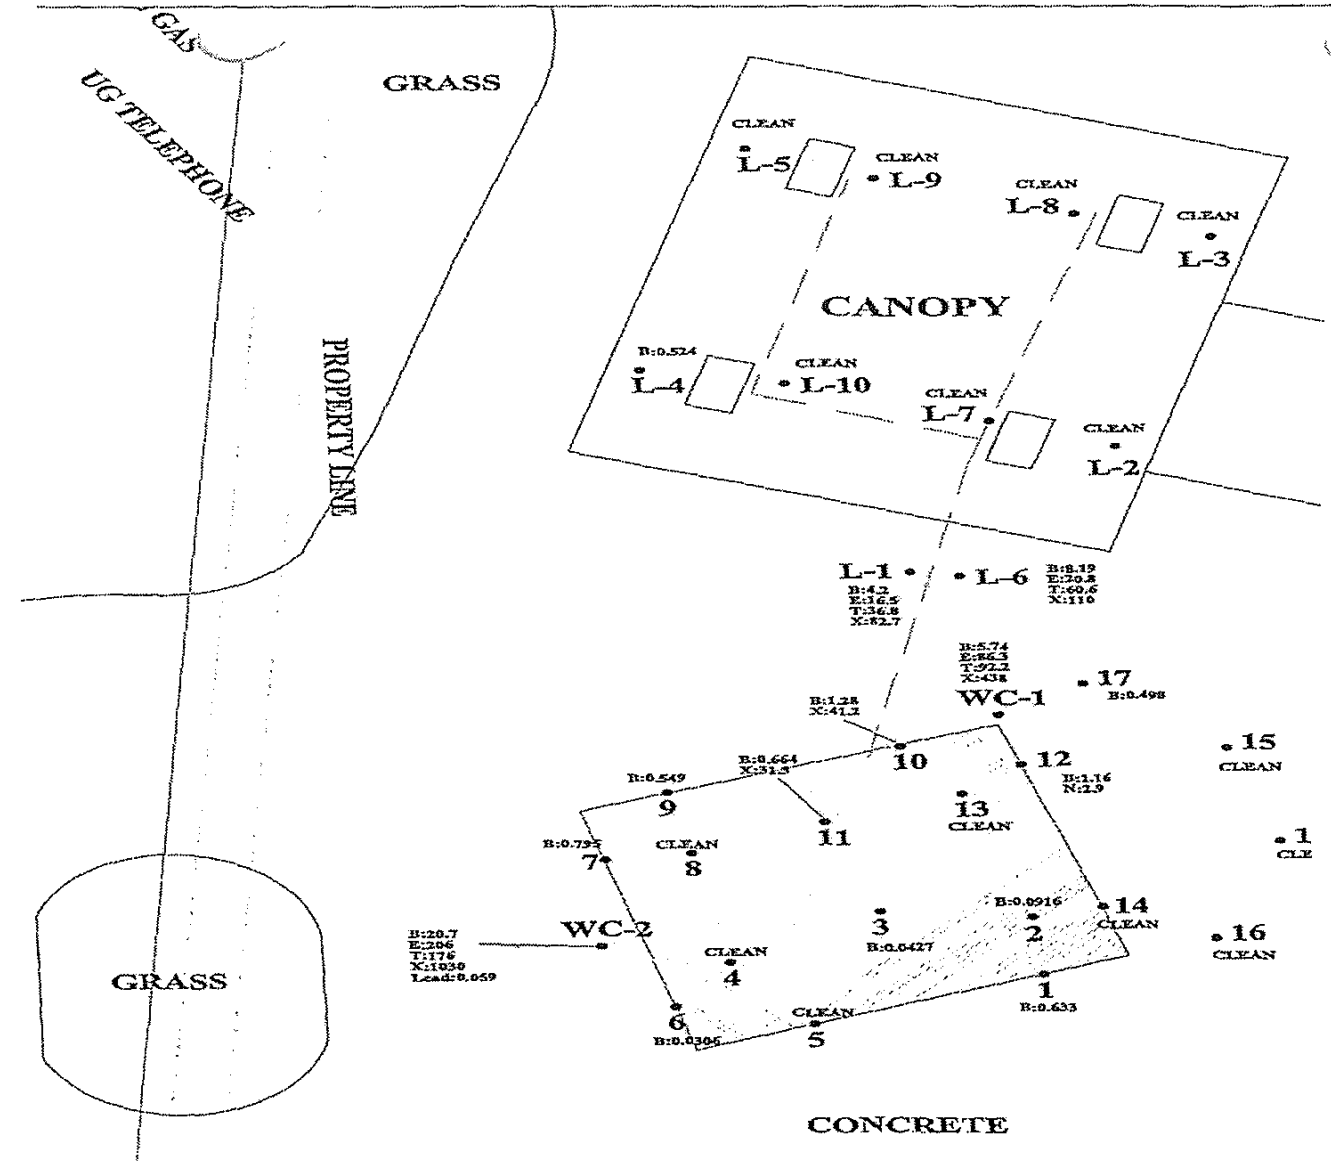 GAS
GRASS
UG TELEPHONE
CLEAN
L-5
CLEAN
L-9
CLEAN
L-8
CLEAN
L-3
CANOPY
PROPERTY LINE
B:0.524
L-4
CLEAN
L-10
CLEAN
L-7
CLEAN
L-2
L-1
B:4.2
E:16.5
T:36.8
X:82.7
L-6
B:8.19
E:20.8
T:60.6
X:110
B:5.74
E:86.3
T:92.2
X:438
WC-1
17
B:0.498
B:1.28
X:41.2
10
15
CLEAN
12
B:1.16
N:2.9
B:0.664
X:31.5
11
B:0.549
9
13
CLEAN
B:0.795
7
CLEAN
8
1
CLE
14
CLEAN
B:0.0916
2
3
B:0.0427
WC-2
B:20.7
E:206
T:176
X:1030
Lead:0.059
16
CLEAN
CLEAN
4
GRASS
1
B:0.633
6
B:0.0306
CLEAN
5
CONCRETE